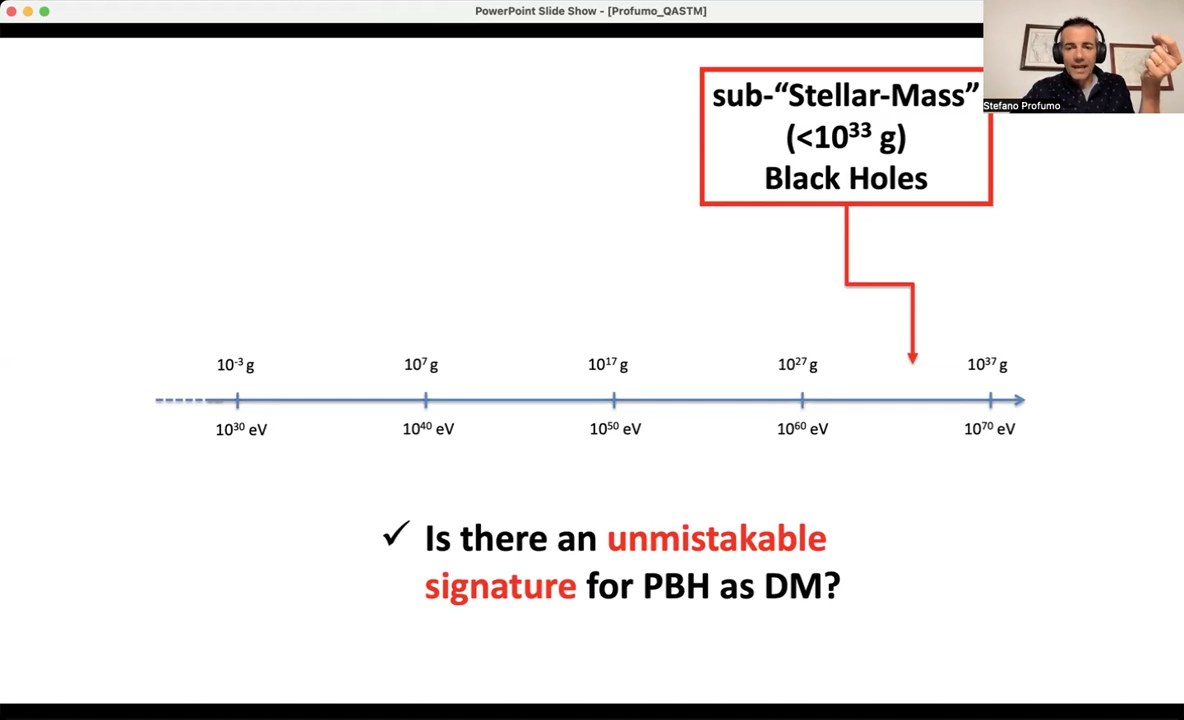 PowerPoint Slide Show - [Profumo_QASTM]
Stefano Profumo
sub-“Stellar-Mass”
(<10³³ g)
Black Holes
10⁻³ g 10⁷ g 10¹⁷ g 10²⁷ g 10³⁷ g
10³⁰ eV 10⁴⁰ eV 10⁵⁰ eV 10⁶⁰ eV 10⁷⁰ eV
✓ Is there an unmistakable
signature for PBH as DM?